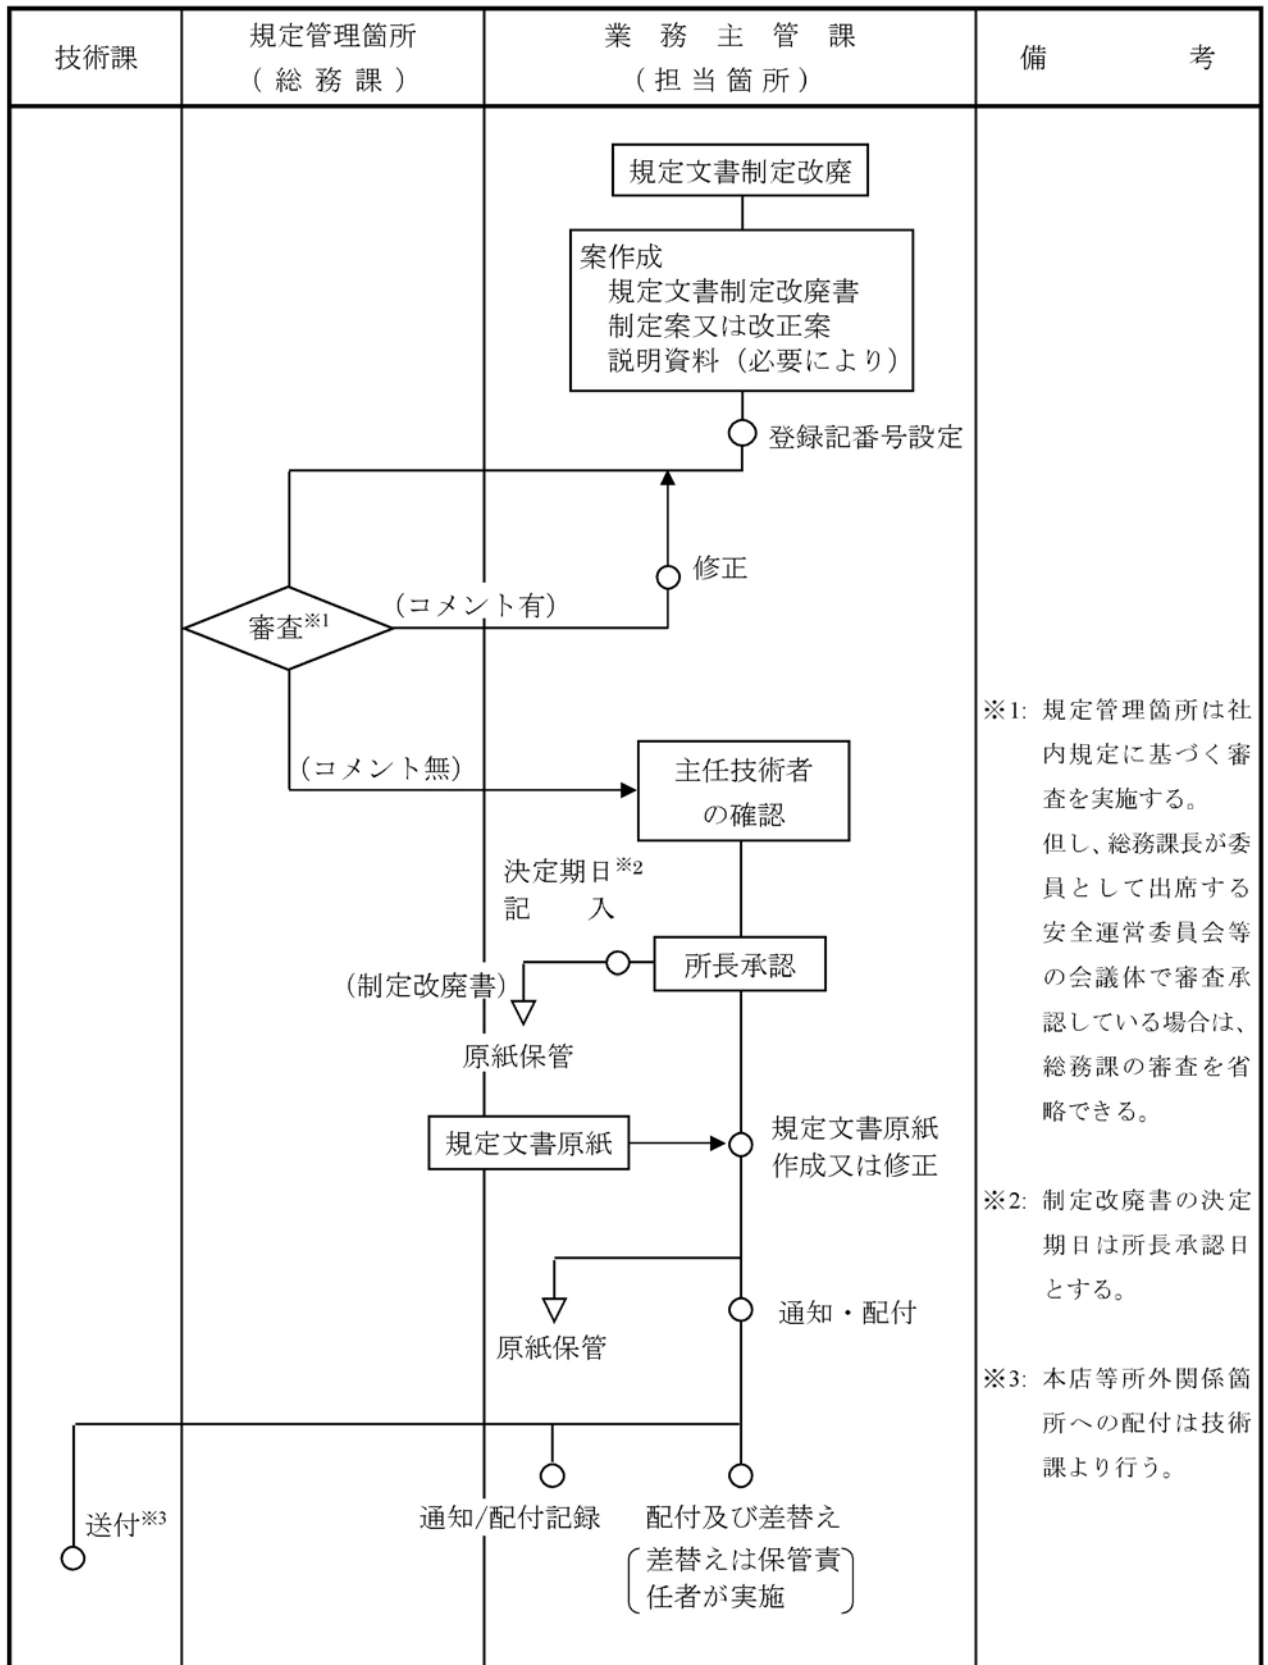 技術課
規定管理箇所
（総務課）
業務主管課
（担当箇所）
備考
規定文書制定改廃
案作成
規定文書制定改廃書
制定案又は改正案
説明資料（必要により）
登録記番号設定
修正
（コメント有）
審査※1
（コメント無）
主任技術者
の確認
決定期日※2
記入
所長承認
（制定改廃書）
原紙保管
規定文書原紙
規定文書原紙
作成又は修正
原紙保管
通知・配付
送付※3
通知/配付記録
配付及び差替え
差替えは保管責
任者が実施
※1: 規定管理箇所は社
内規定に基づく審
査を実施する。
但し、総務課長が委
員として出席する
安全運営委員会等
の会議体で審査承
認している場合は、
総務課の審査を省
略できる。
※2: 制定改廃書の決定
期日は所長承認日
とする。
※3: 本店等所外関係箇
所への配付は技術
課より行う。